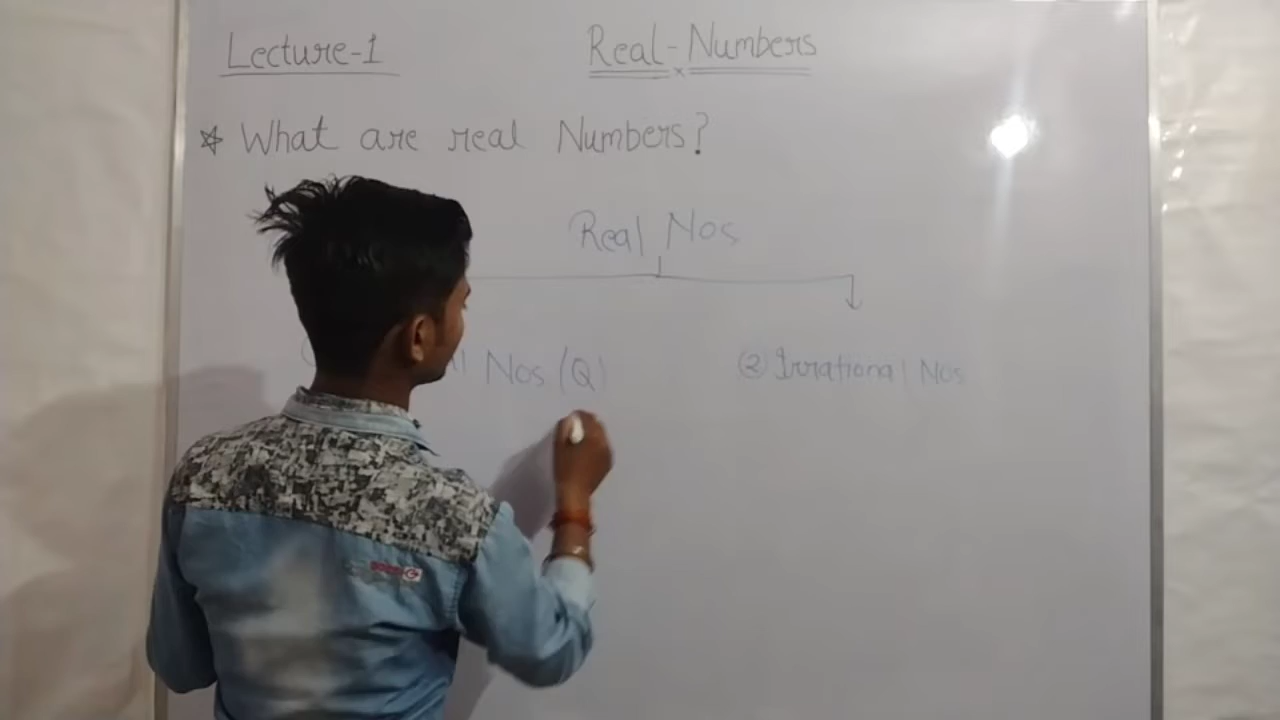 Lecture-1
Real-Numbers
What are real Numbers?
Real Nos
Nos (Q)
(2) Irrational Nos